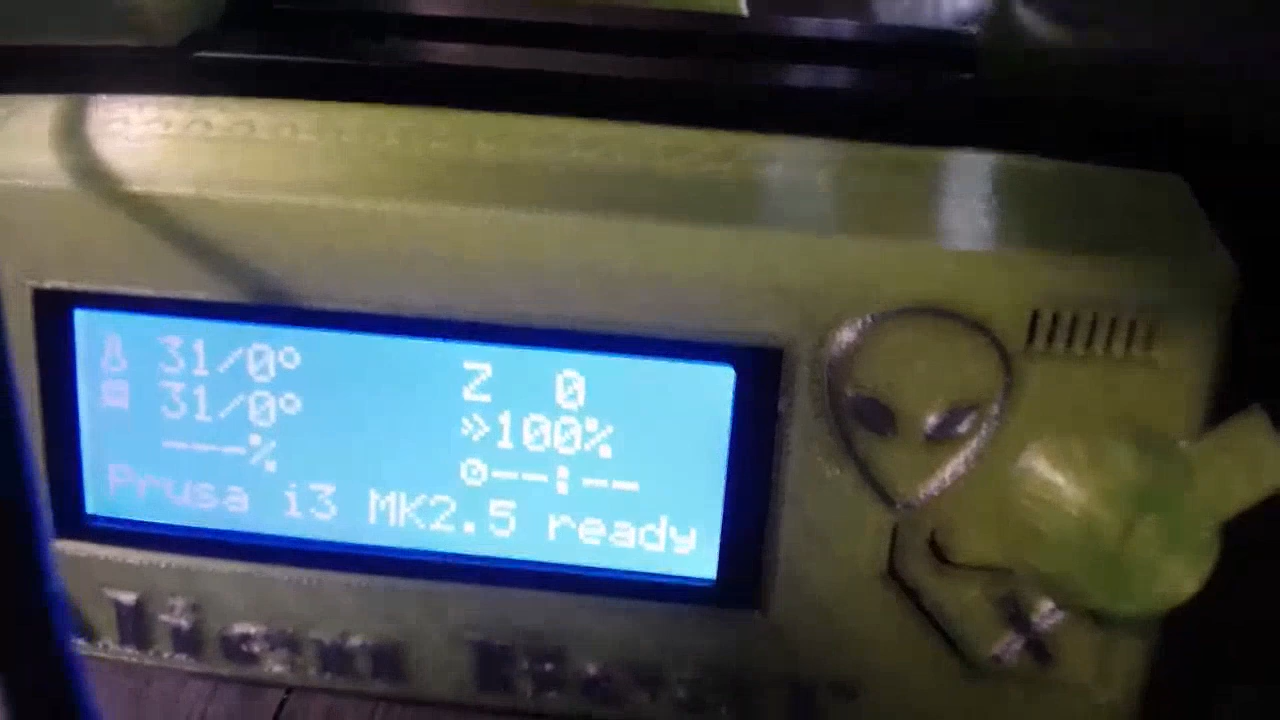 31/0° Z 0
31/0° »100%
---% 0--:--
Prusa i3 MK2.5 ready